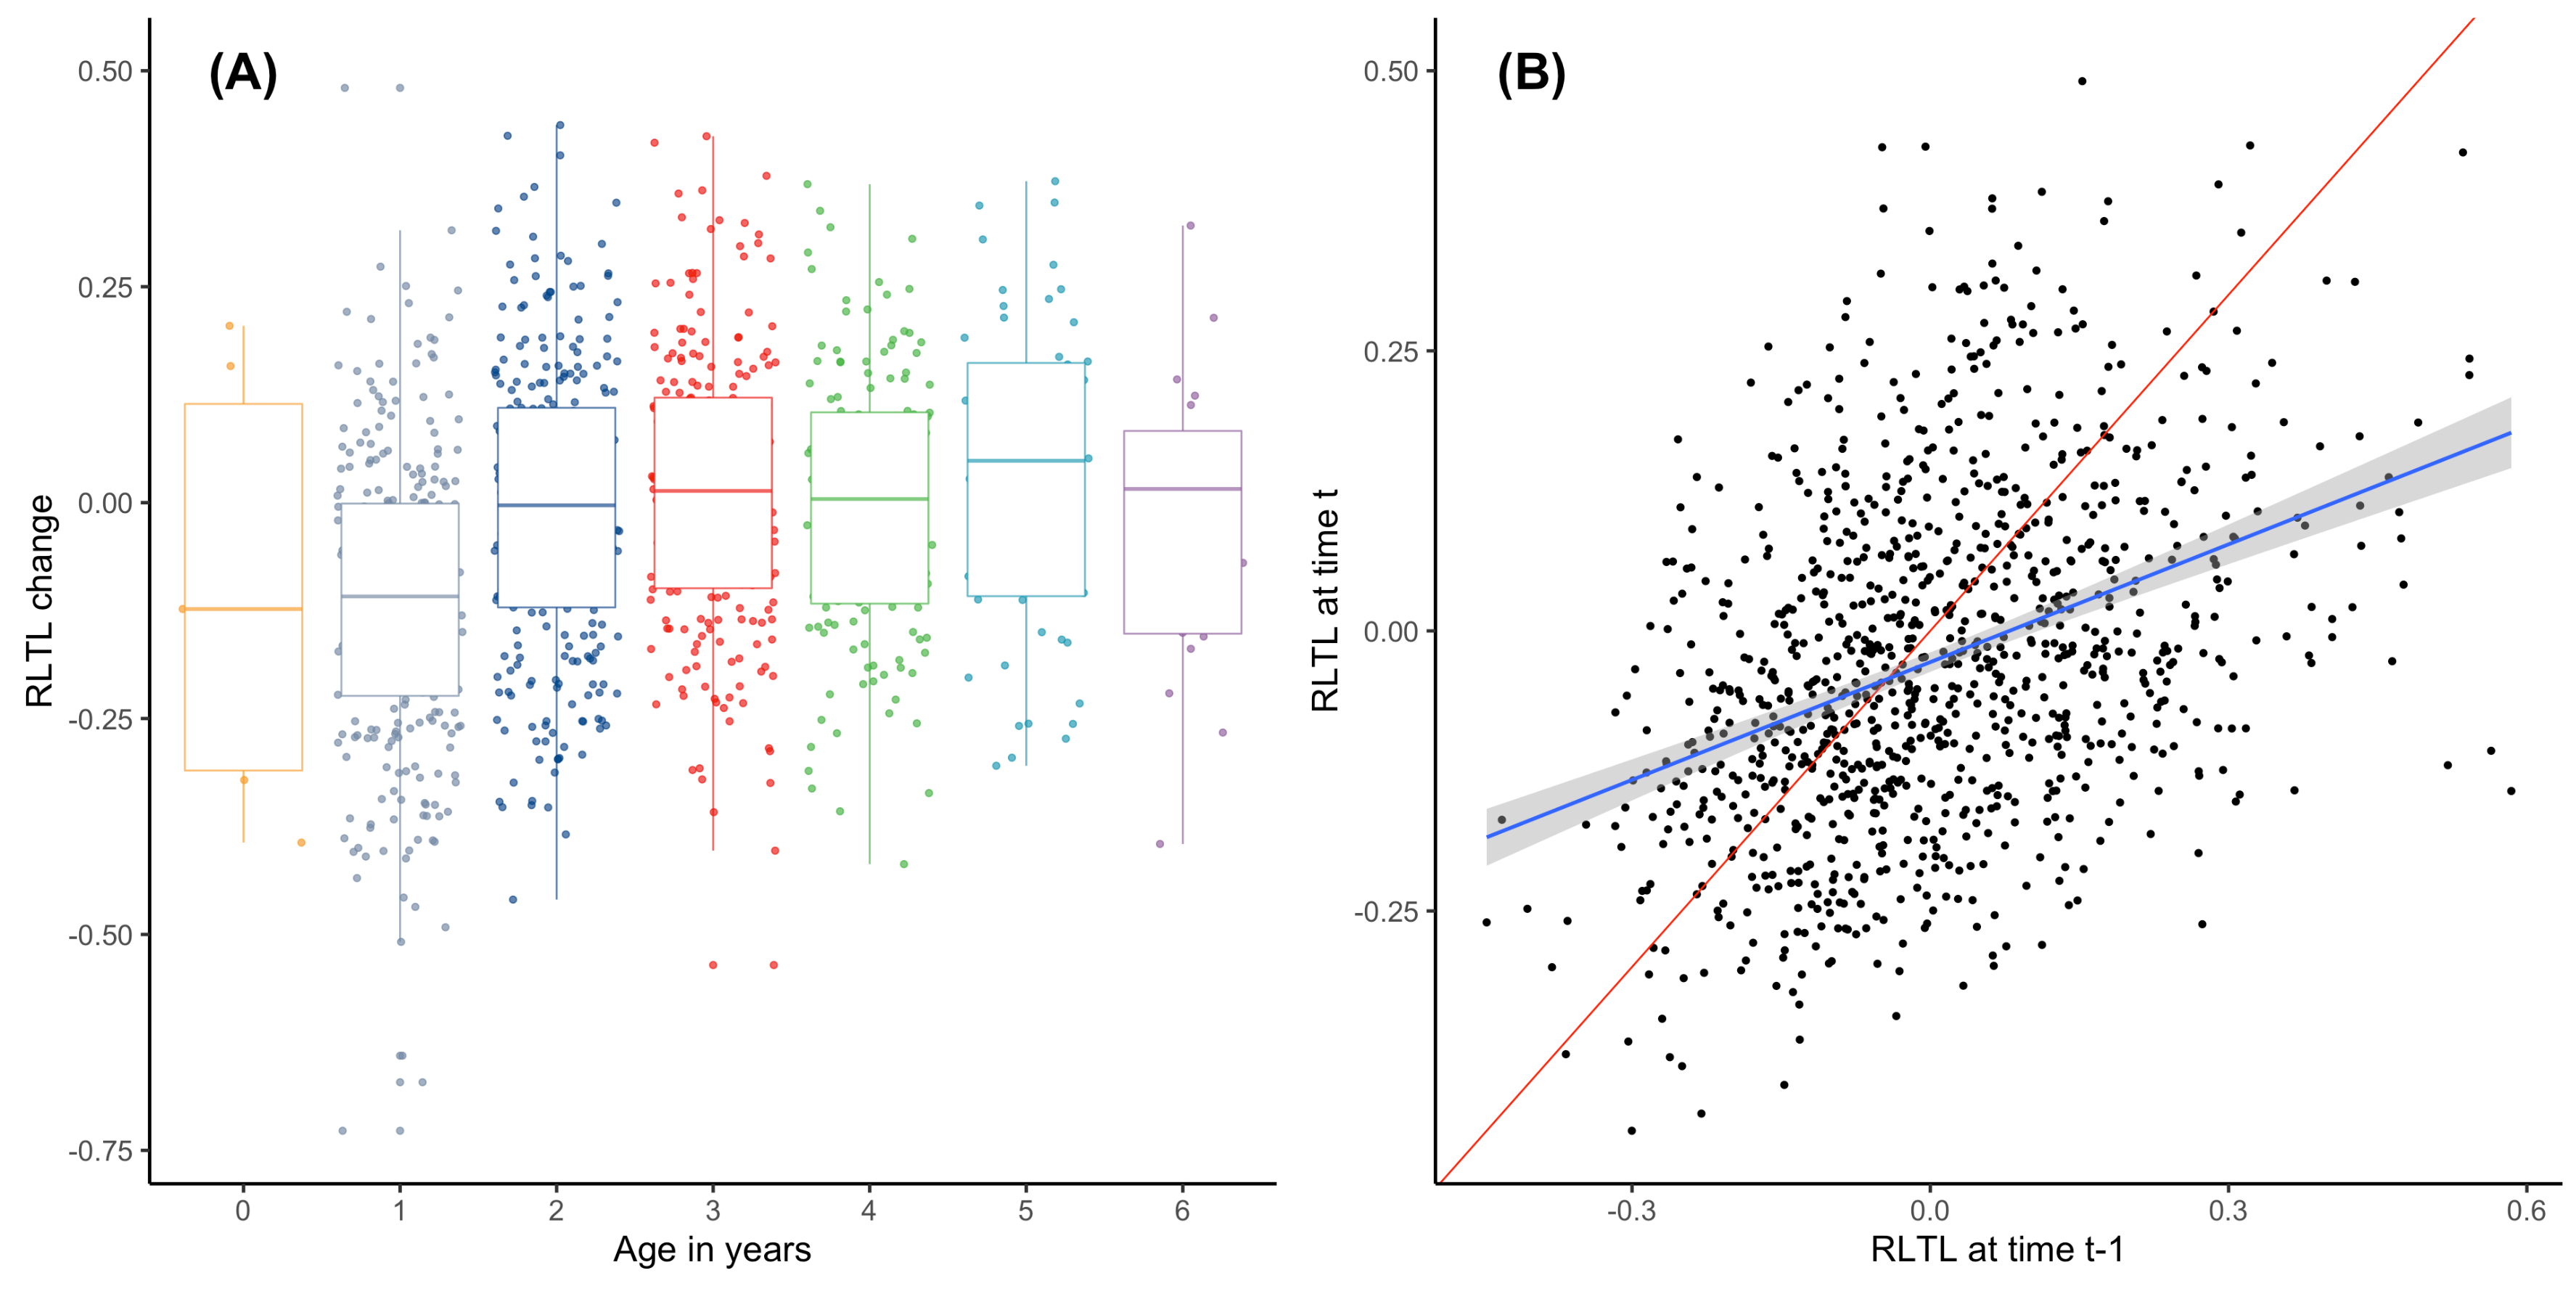 (A)
0.50
0.25
0.00
-0.25
-0.50
-0.75
RLTL change
0 1 2 3 4 5 6
Age in years
(B)
0.50
0.25
0.00
-0.25
RLTL at time t
-0.3 0.0 0.3 0.6
RLTL at time t-1